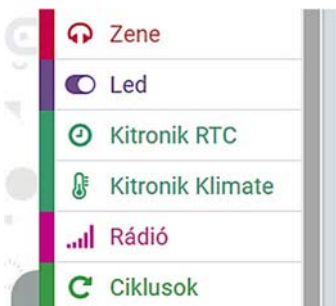 Zene
Led
Kitronik RTC
Kitronik Klimate
Rádió
Ciklusok